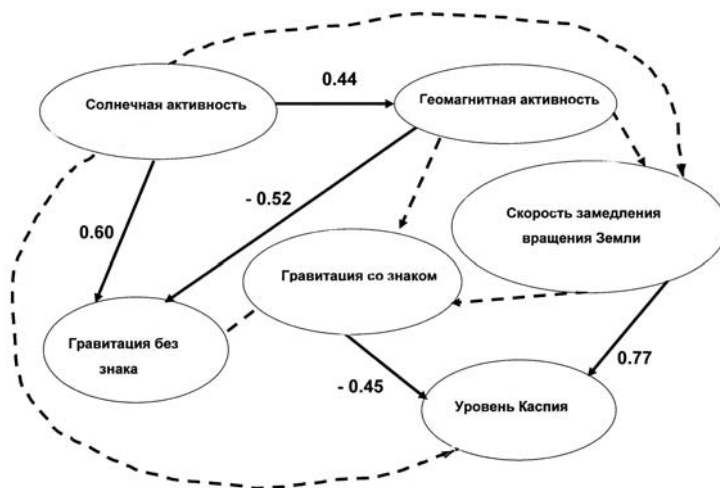 0.44
Солнечная активность
Геомагнитная активность
- 0.52
0.60
Скорость замедления
вращения Земли
Гравитация со знаком
Гравитация без
знака
0.77
- 0.45
Уровень Каспия